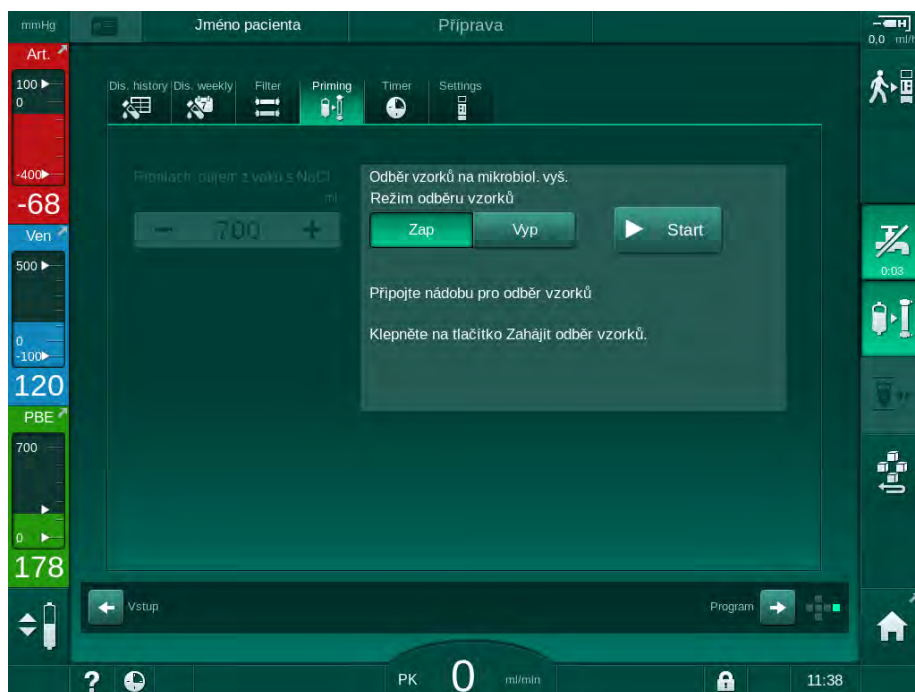 mmHg
Jméno pacienta
Příprava
0,0 ml/h
Art.
100
0
-400
-68
Ven
500
0
-100
120
PBE
700
0
178
Dis. history
Dis. weekly
Filter
Priming
Timer
Settings
ml
700
Odběr vzorků na mikrobiol. vyš.
Režim odběru vzorků
Zap
Vyp
Start
Připojte nádobu pro odběr vzorků
Klepněte na tlačítko Zahájit odběr vzorků.
0:03
Vstup
Program
?
PK 0 ml/min
11:38